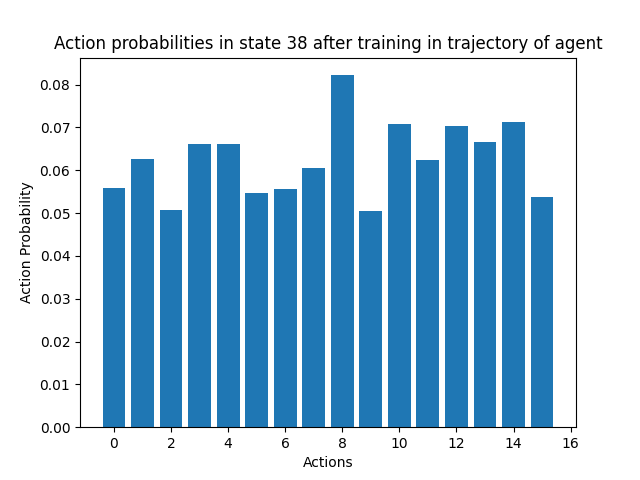 Action probabilities in state 38 after training in trajectory of agent
0.08
0.07
0.06
0.05
0.04
0.03
0.02
0.01
0.00
Action Probability
0 2 4 6 8 10 12 14 16
Actions